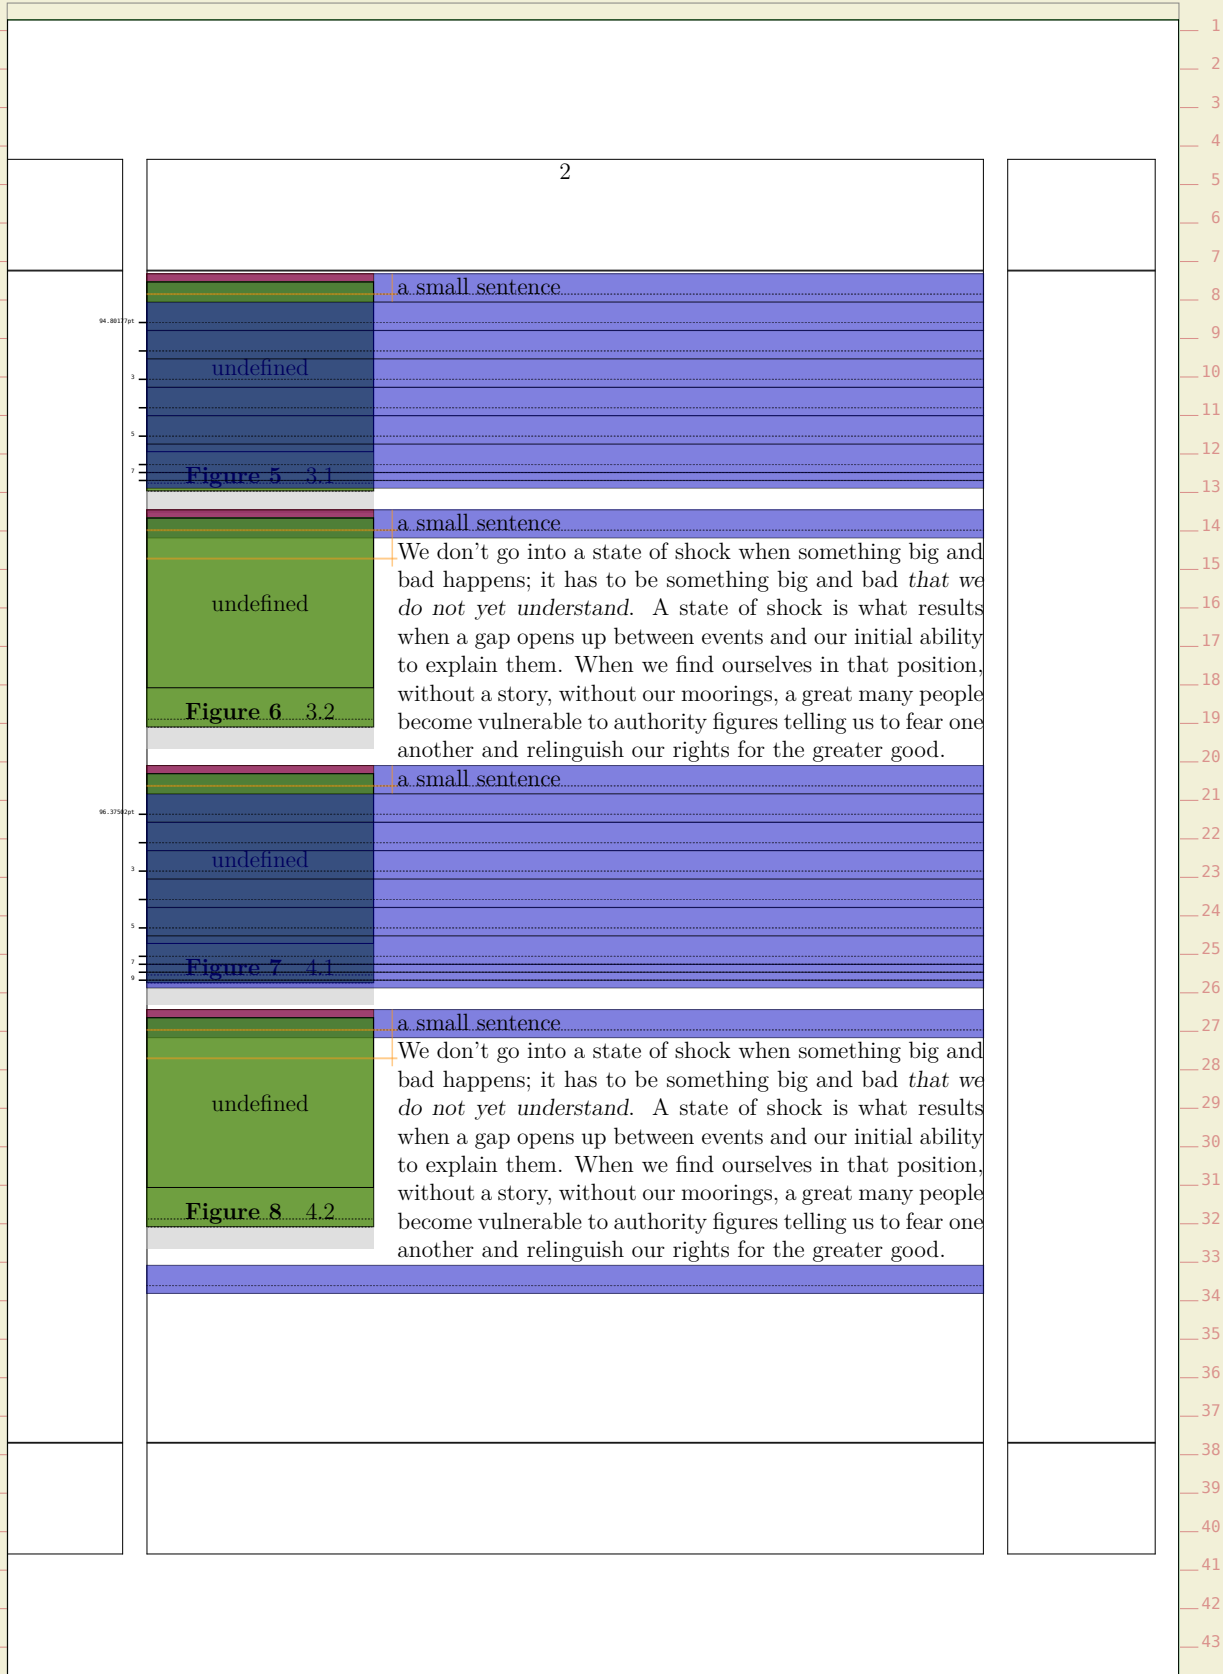 2
a small sentence
94.80177pt
undefined
3
5
7
Figure 5 3.1
a small sentence
We don't go into a state of shock when something big and
bad happens; it has to be something big and bad that we
do not yet understand. A state of shock is what results
when a gap opens up between events and our initial ability
to explain them. When we find ourselves in that position,
without a story, without our moorings, a great many people
become vulnerable to authority figures telling us to fear one
another and relinguish our rights for the greater good.
undefined
Figure 6 3.2
a small sentence
96.37502pt
undefined
3
5
7
9
Figure 7 4.1
a small sentence
We don't go into a state of shock when something big and
bad happens; it has to be something big and bad that we
do not yet understand. A state of shock is what results
when a gap opens up between events and our initial ability
to explain them. When we find ourselves in that position,
without a story, without our moorings, a great many people
become vulnerable to authority figures telling us to fear one
another and relinguish our rights for the greater good.
undefined
Figure 8 4.2
1
2
3
4
5
6
7
8
9
10
11
12
13
14
15
16
17
18
19
20
21
22
23
24
25
26
27
28
29
30
31
32
33
34
35
36
37
38
39
40
41
42
43